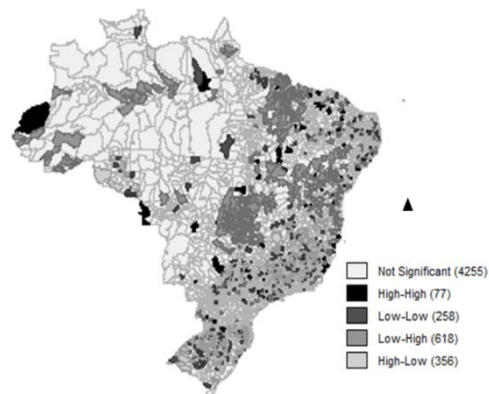 Not Significant (4255)
High-High (77)
Low-Low (258)
Low-High (618)
High-Low (356)